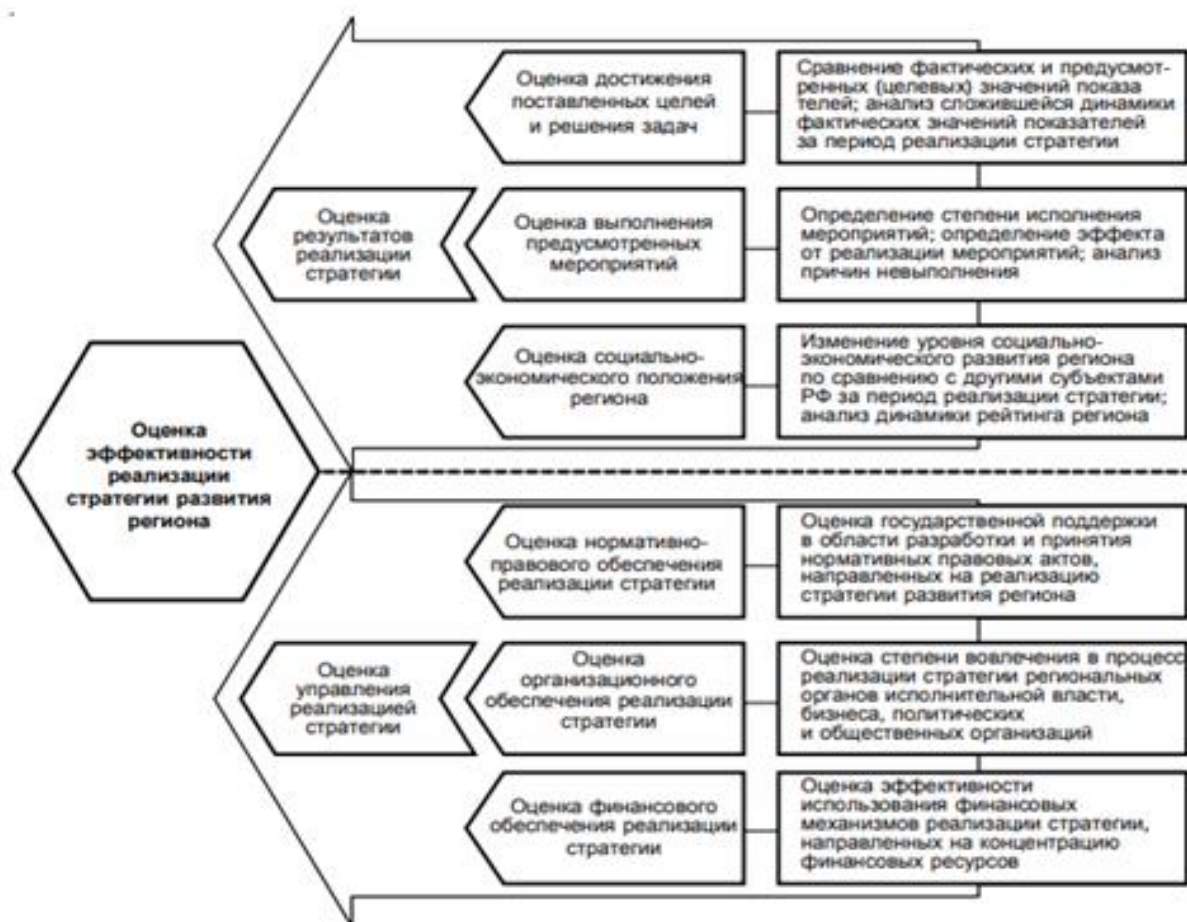 Оценка достижения
поставленных целей
и решения задач
Сравнение фактических и предусмот-
ренных (целевых) значений показа
телей; анализ сложившейся динамики
фактических значений показателей
за период реализации стратегии
Оценка
результатов
реализации
стратегии
Оценка выполнения
предусмотренных
мероприятий
Определение степени исполнения
мероприятий; определение эффекта
от реализации мероприятий; анализ
причин невыполнения
Оценка социально-
экономического положения
региона
Изменение уровня социально-
экономического развития региона
по сравнению с другими субъектами
РФ за период реализации стратегии;
анализ динамики рейтинга региона
Оценка
эффективности
реализации
стратегии развития
региона
Оценка нормативно-
правового обеспечения
реализации стратегии
Оценка государственной поддержки
в области разработки и принятия
нормативных правовых актов,
направленных на реализацию
стратегии развития региона
Оценка
управления
реализацией
стратегии
Оценка
организационного
обеспечения реализации
стратегии
Оценка степени вовлечения в процесс
реализации стратегии региональных
органов исполнительной власти,
бизнеса, политических
и общественных организаций
Оценка финансового
обеспечения реализации
стратегии
Оценка эффективности
использования финансовых
механизмов реализации стратегии,
направленных на концентрацию
финансовых ресурсов